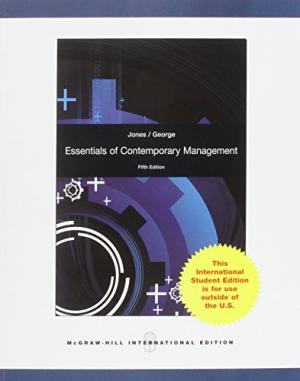 Jones / George
Essentials of Contemporary Management
Fifth Edition
This
International
Student Edition
is for use
outside of
the U.S.
McGRAW-HILL INTERNATIONAL EDITION